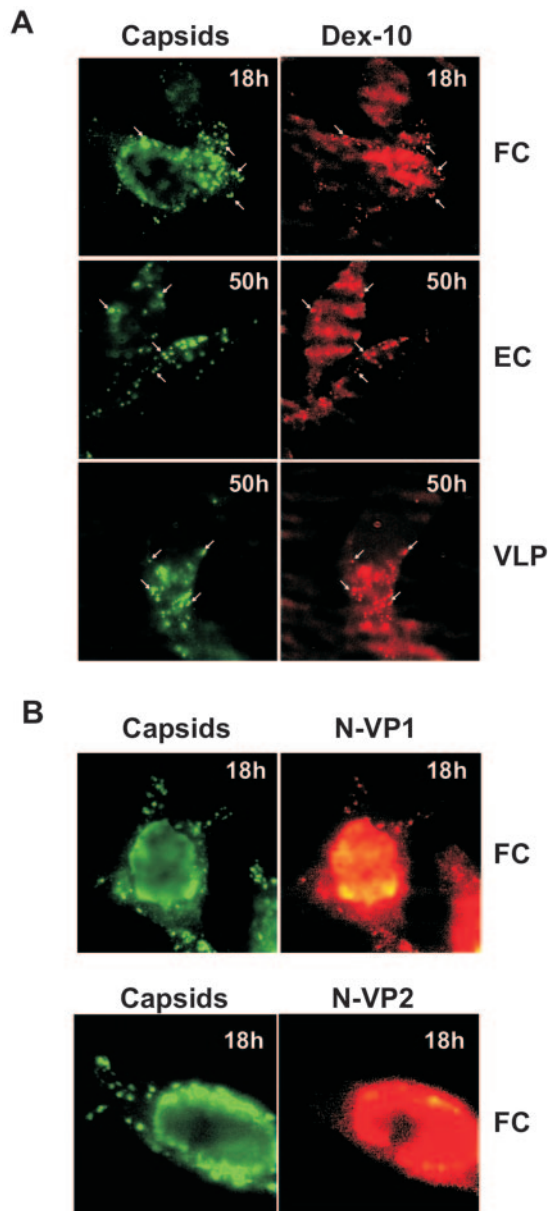 A
Capsids Dex-10
18h 18h FC
50h 50h EC
50h 50h VLP
B
Capsids N-VP1
18h 18h FC
Capsids N-VP2
18h 18h FC